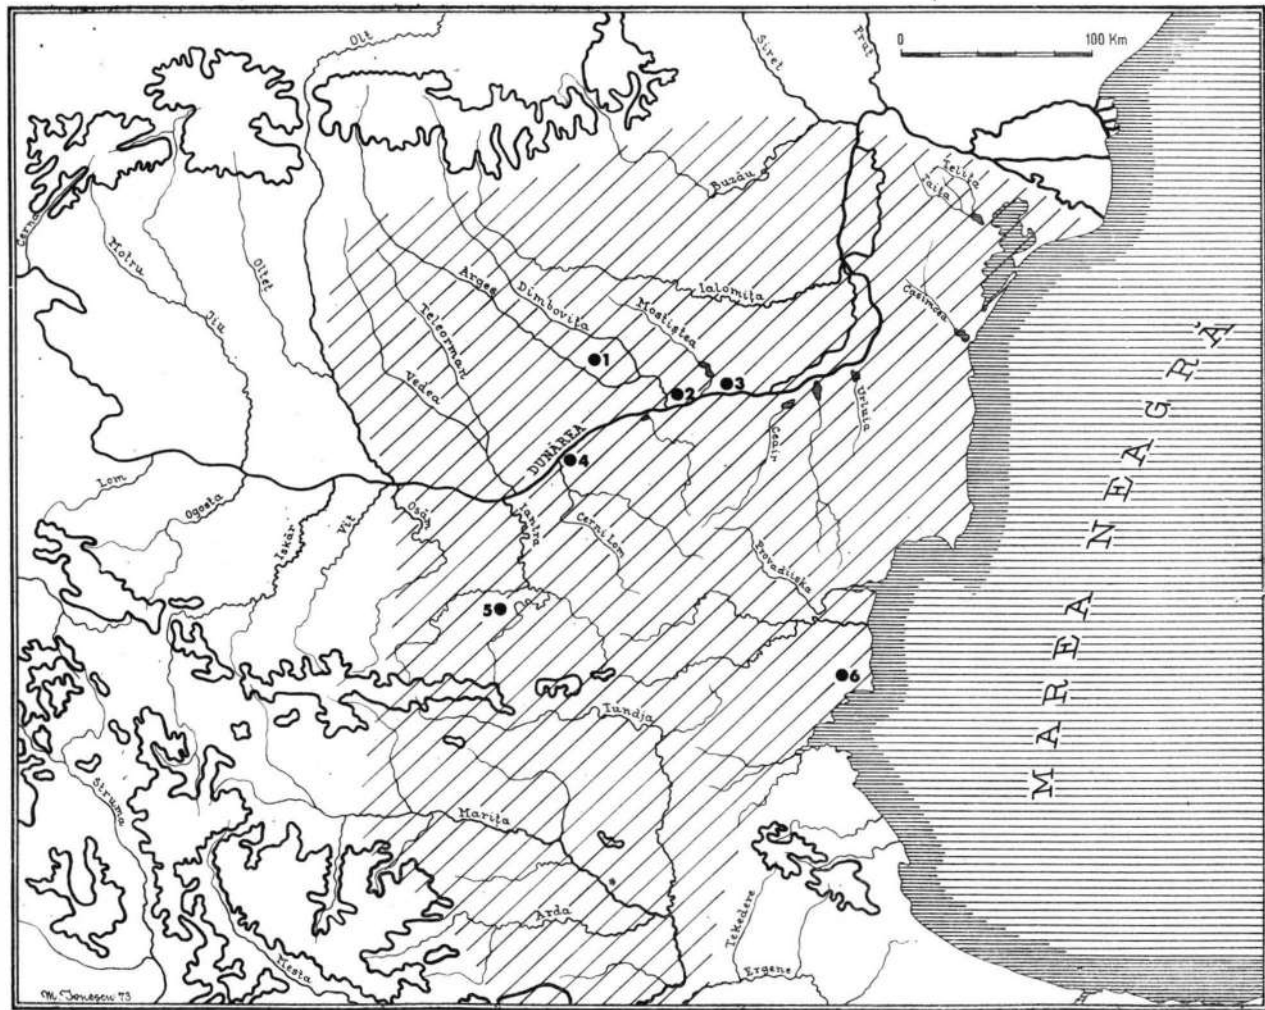 Olt
Siret
Prut
0 100 Km
Buzău
Telița
Taița
Cerna
Motru
Olteț
Jiu
Argeș
Dîmbovița
Ialomița
Mostiștea
Casimcea
Teleorman
Vedea
1
2
3
Urluia
Ceair
DUNĂREA
4
Lom
Ogosta
Iskăr
Vit
Osăm
Iantra
Cerni Lom
Provadiiska
MAREA NEAGRĂ
5
6
Tundja
Struma
Marița
Arda
Tekedere
Mesta
Ergene
M. Ionescu 73